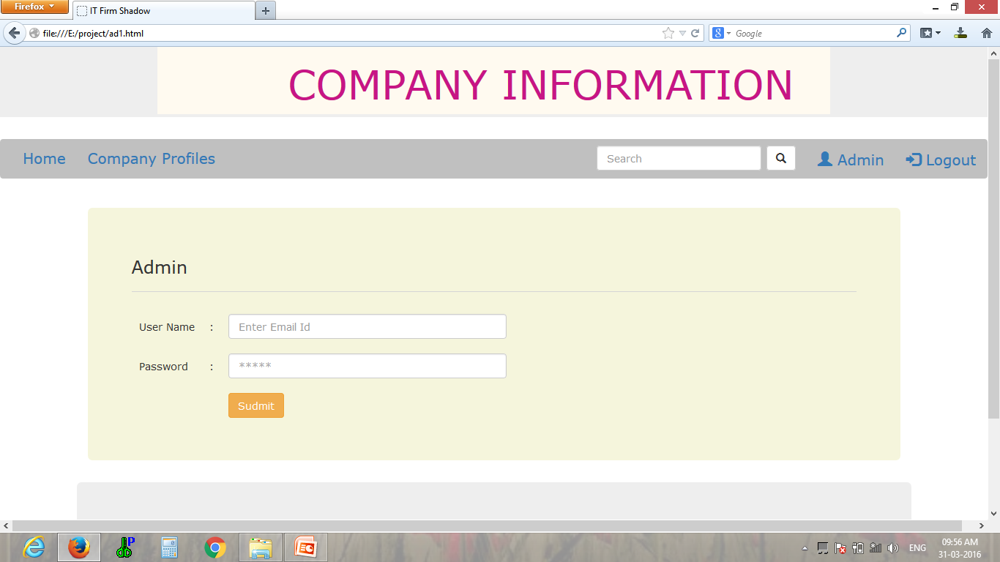 Firefox
IT Firm Shadow
file:///E:/project/ad1.html
8 Google
COMPANY INFORMATION
Home Company Profiles Search Admin Logout
Admin
User Name : Enter Email Id
Password : *****
Sudmit
P
ENG
09:56 AM
31-03-2016